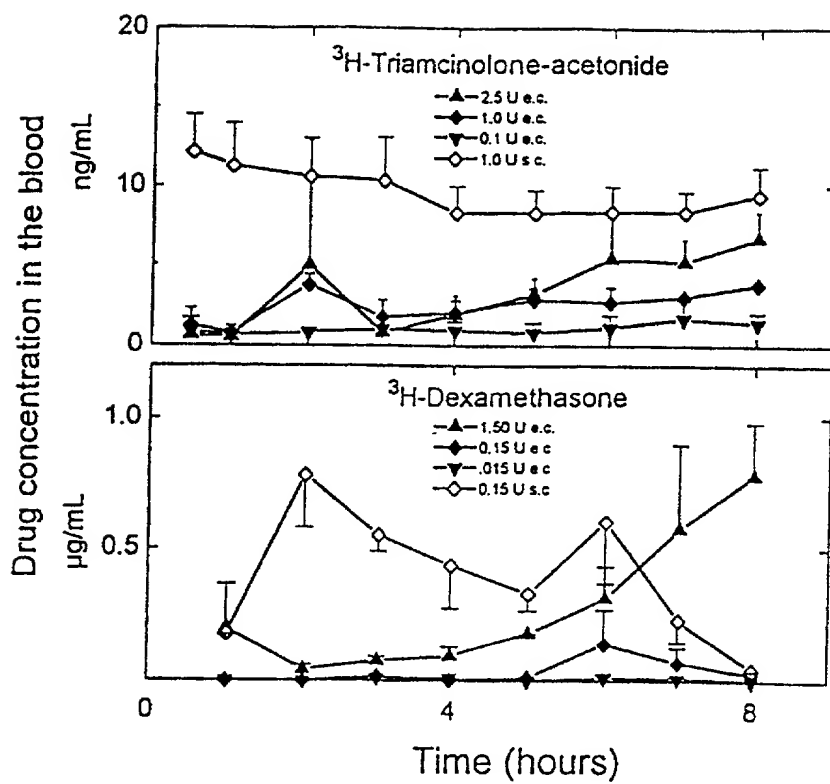 20
³H-Triamcinolone-acetonide
2.5 U e.c.
1.0 U e.c.
0.1 U e.c.
1.0 U s.c.
10
0
Drug concentration in the blood
ng/mL
µg/mL
³H-Dexamethasone
1.50 U e.c.
0.15 U e c
.015 U e c
0.15 U s.c
1.0
0.5
0
4
8
Time (hours)